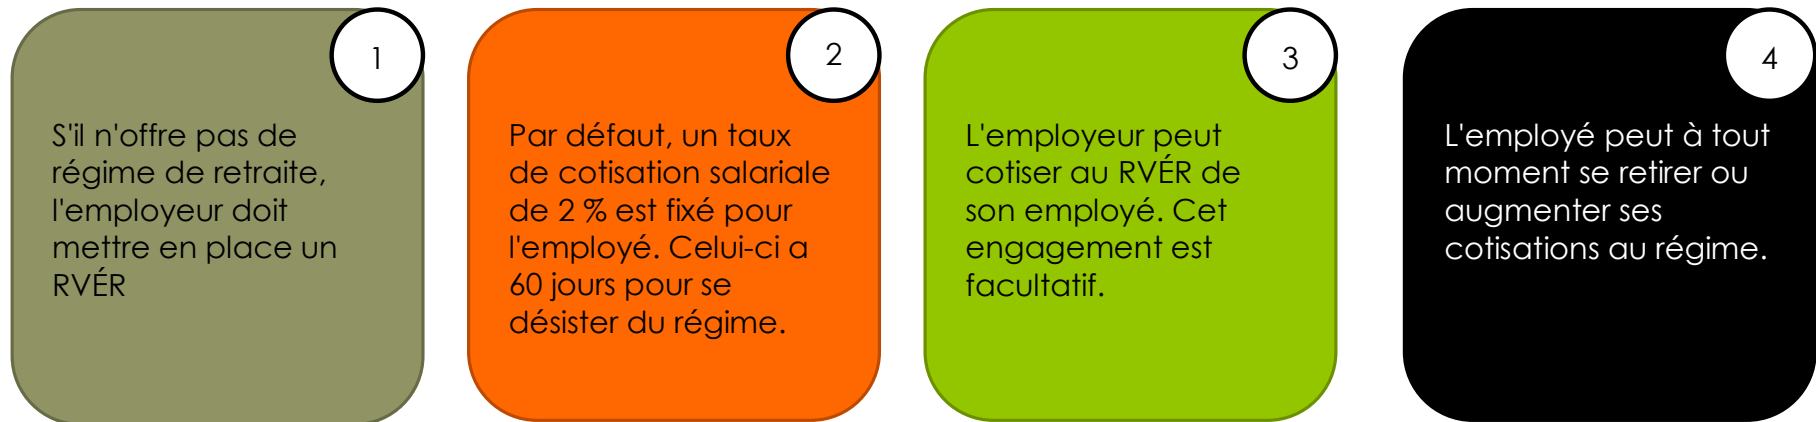 1
S'il n'offre pas de
régime de retraite,
l'employeur doit
mettre en place un
RVÉR
2
Par défaut, un taux
de cotisation salariale
de 2 % est fixé pour
l'employé. Celui-ci a
60 jours pour se
désister du régime.
3
L'employeur peut
cotiser au RVÉR de
son employé. Cet
engagement est
facultatif.
4
L'employé peut à tout
moment se retirer ou
augmenter ses
cotisations au régime.